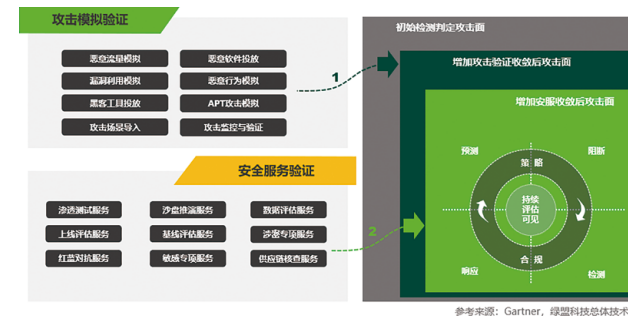 攻击模拟验证
恶意流量模拟
恶意软件投放
漏洞利用模拟
恶意行为模拟
黑客工具投放
APT攻击模拟
攻击场景导入
攻击监控与验证
1
安全服务验证
渗透测试服务
沙盘推演服务
数据评估服务
上线评估服务
基线评估服务
涉密专项服务
红蓝对抗服务
敏感专项服务
供应链核查服务
2
初始检测判定攻击面
增加攻击验证收敛后攻击面
增加安服收敛后攻击面
预测
阻断
策 略
持续
评估
可见
合 规
响应
检测
参考来源：Gartner，绿盟科技总体技术